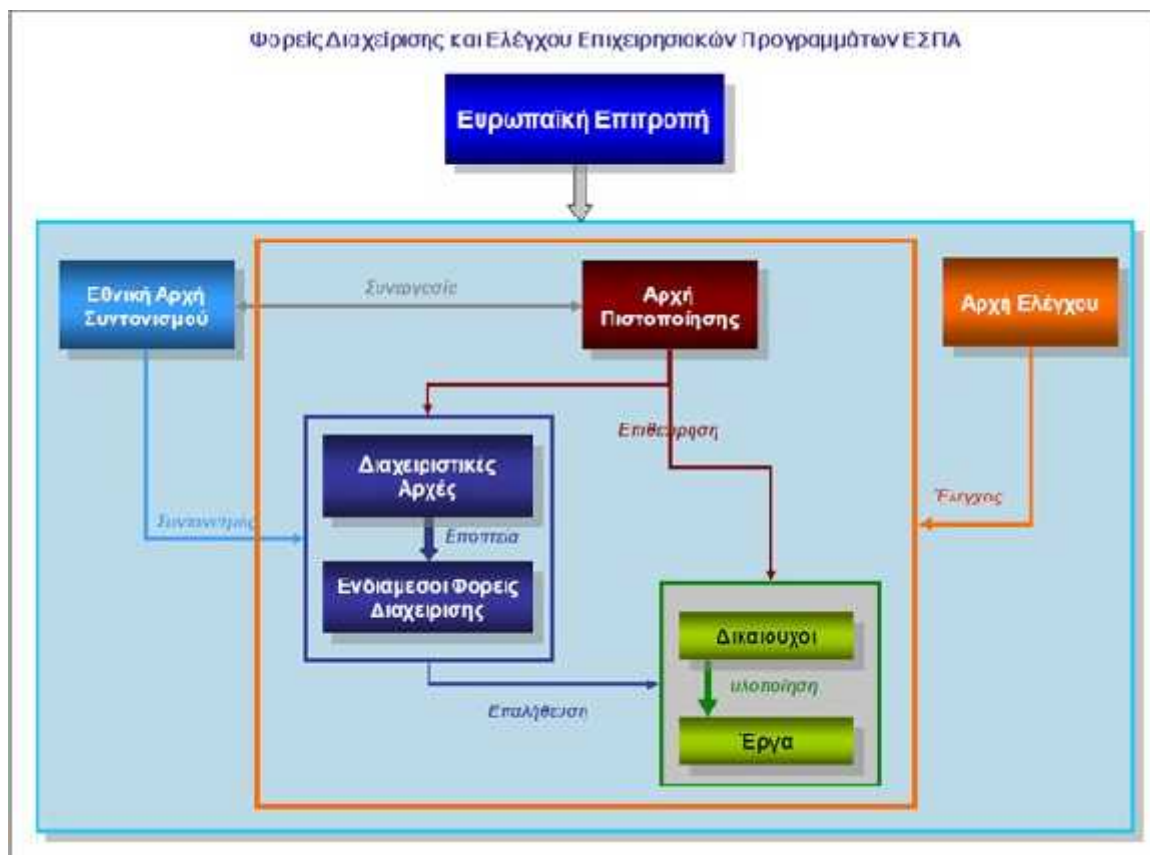 Φορείς Διαχείρισης και Ελέγχου Επιχειρησιακών Προγραμμάτων ΕΣΠΑ
Ευρωπαϊκή Επιτροπή
Εθνική Αρχή
Συντονισμού
Συνεργασία
Αρχή
Πιστοποίησης
Αρχή Ελέγχου
Επιθεώρηση
Διαχειριστικές
Αρχές
Συντονισμός
Εποπτεία
Έλεγχος
Ενδιάμεσοι Φορείς
Διαχείρισης
Δικαιούχοι
υλοποίηση
Επαλήθευση
Έργα